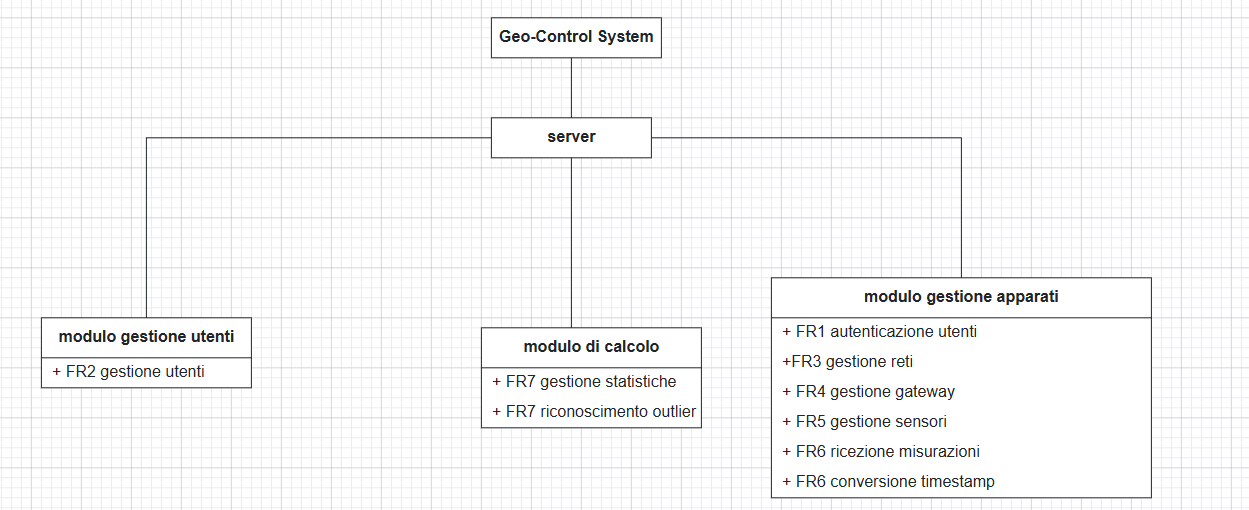 Geo-Control System
server
modulo gestione utenti
+ FR2 gestione utenti
modulo di calcolo
+ FR7 gestione statistiche
+ FR7 riconoscimento outlier
modulo gestione apparati
+ FR1 autenticazione utenti
+FR3 gestione reti
+ FR4 gestione gateway
+ FR5 gestione sensori
+ FR6 ricezione misurazioni
+ FR6 conversione timestamp